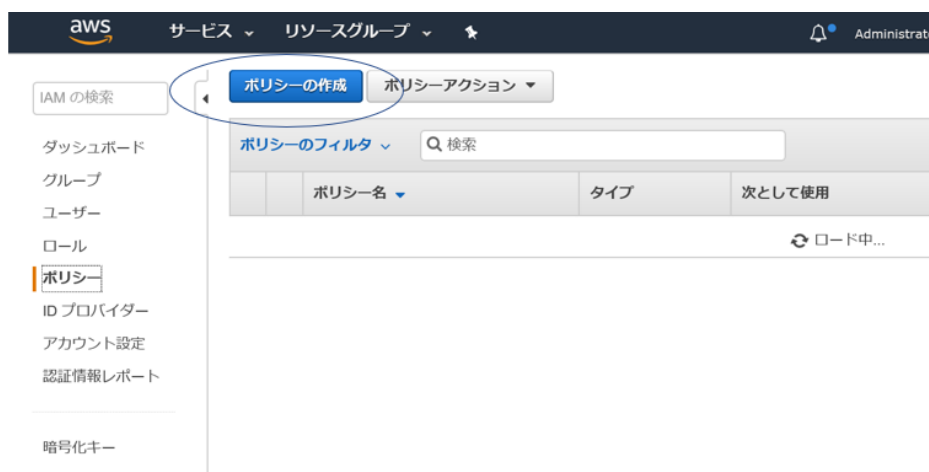 aws サービス リソースグループ Administrat
IAM の検索
ポリシーの作成 ポリシーアクション
ダッシュボード
ポリシーのフィルタ 検索
グループ
ポリシー名 タイプ 次として使用
ユーザー
ロール
ロード中...
ポリシー
ID プロバイダー
アカウント設定
認証情報レポート
暗号化キー